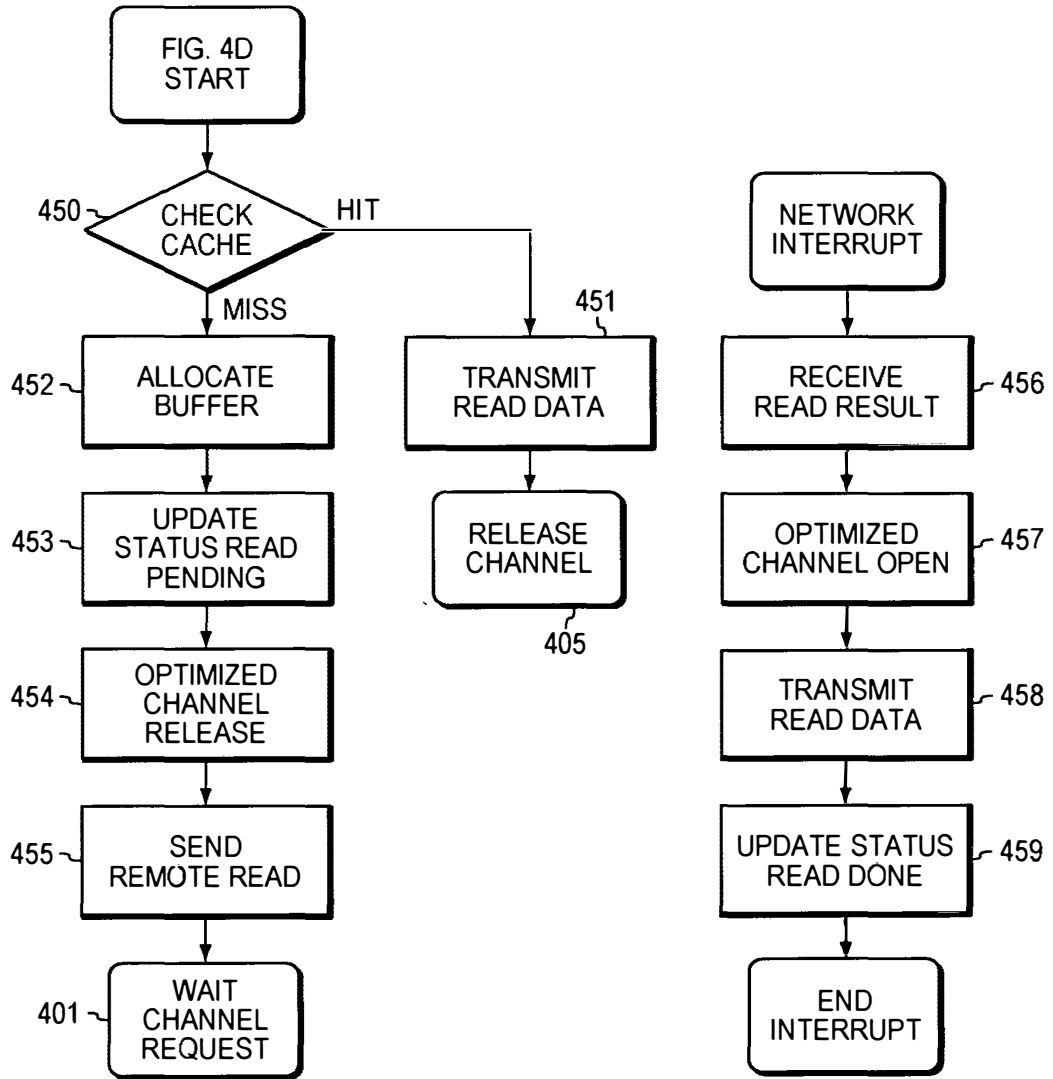 FIG. 4D
START
450
CHECK
CACHE
HIT
MISS
452
ALLOCATE
BUFFER
453
UPDATE
STATUS READ
PENDING
454
OPTIMIZED
CHANNEL
RELEASE
455
SEND
REMOTE READ
401
WAIT
CHANNEL
REQUEST
451
TRANSMIT
READ DATA
RELEASE
CHANNEL
405
NETWORK
INTERRUPT
RECEIVE
READ RESULT
456
OPTIMIZED
CHANNEL OPEN
457
TRANSMIT
READ DATA
458
UPDATE STATUS
READ DONE
459
END
INTERRUPT